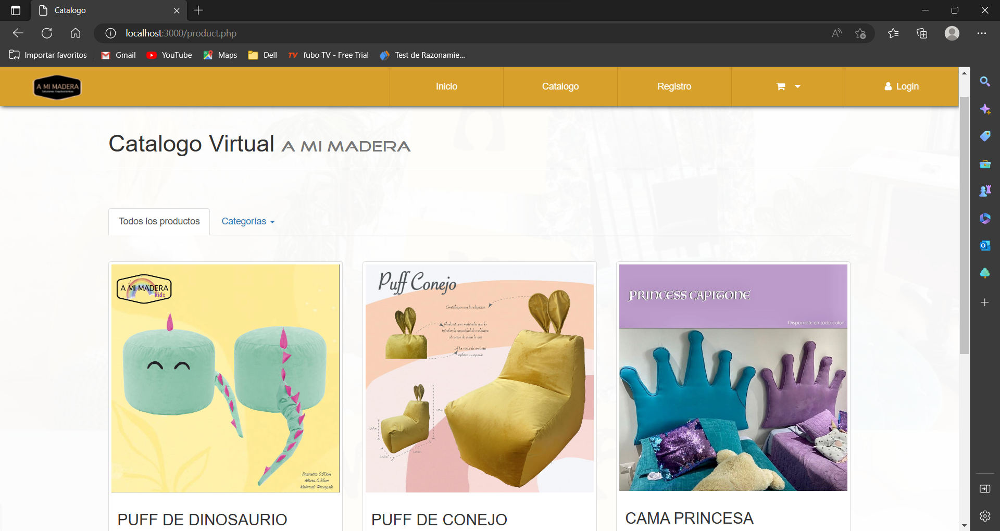 Catalogo
localhost:3000/product.php
Importar favoritos
Gmail
YouTube
Maps
Dell
fubo TV - Free Trial
Test de Razonamie...
A MI MADERA
Inicio
Catalogo
Registro
Login
Catalogo Virtual A MI MADERA
Todos los productos
Categorías
A MI MADERA
kids
Diametro 0.50cm
Altura 0.35cm
Material: Terciopelo
PUFF DE DINOSAURIO
Puff Conejo
Contribuyen con la relajación
Realizado con materiales que les
brindan la capacidad de moldearse
al cuerpo de quien lo usa
A los niños les encanta
explorar su espacio
PUFF DE CONEJO
PRINCESS CAPITONE
Disponible en todo color
CAMA PRINCESA